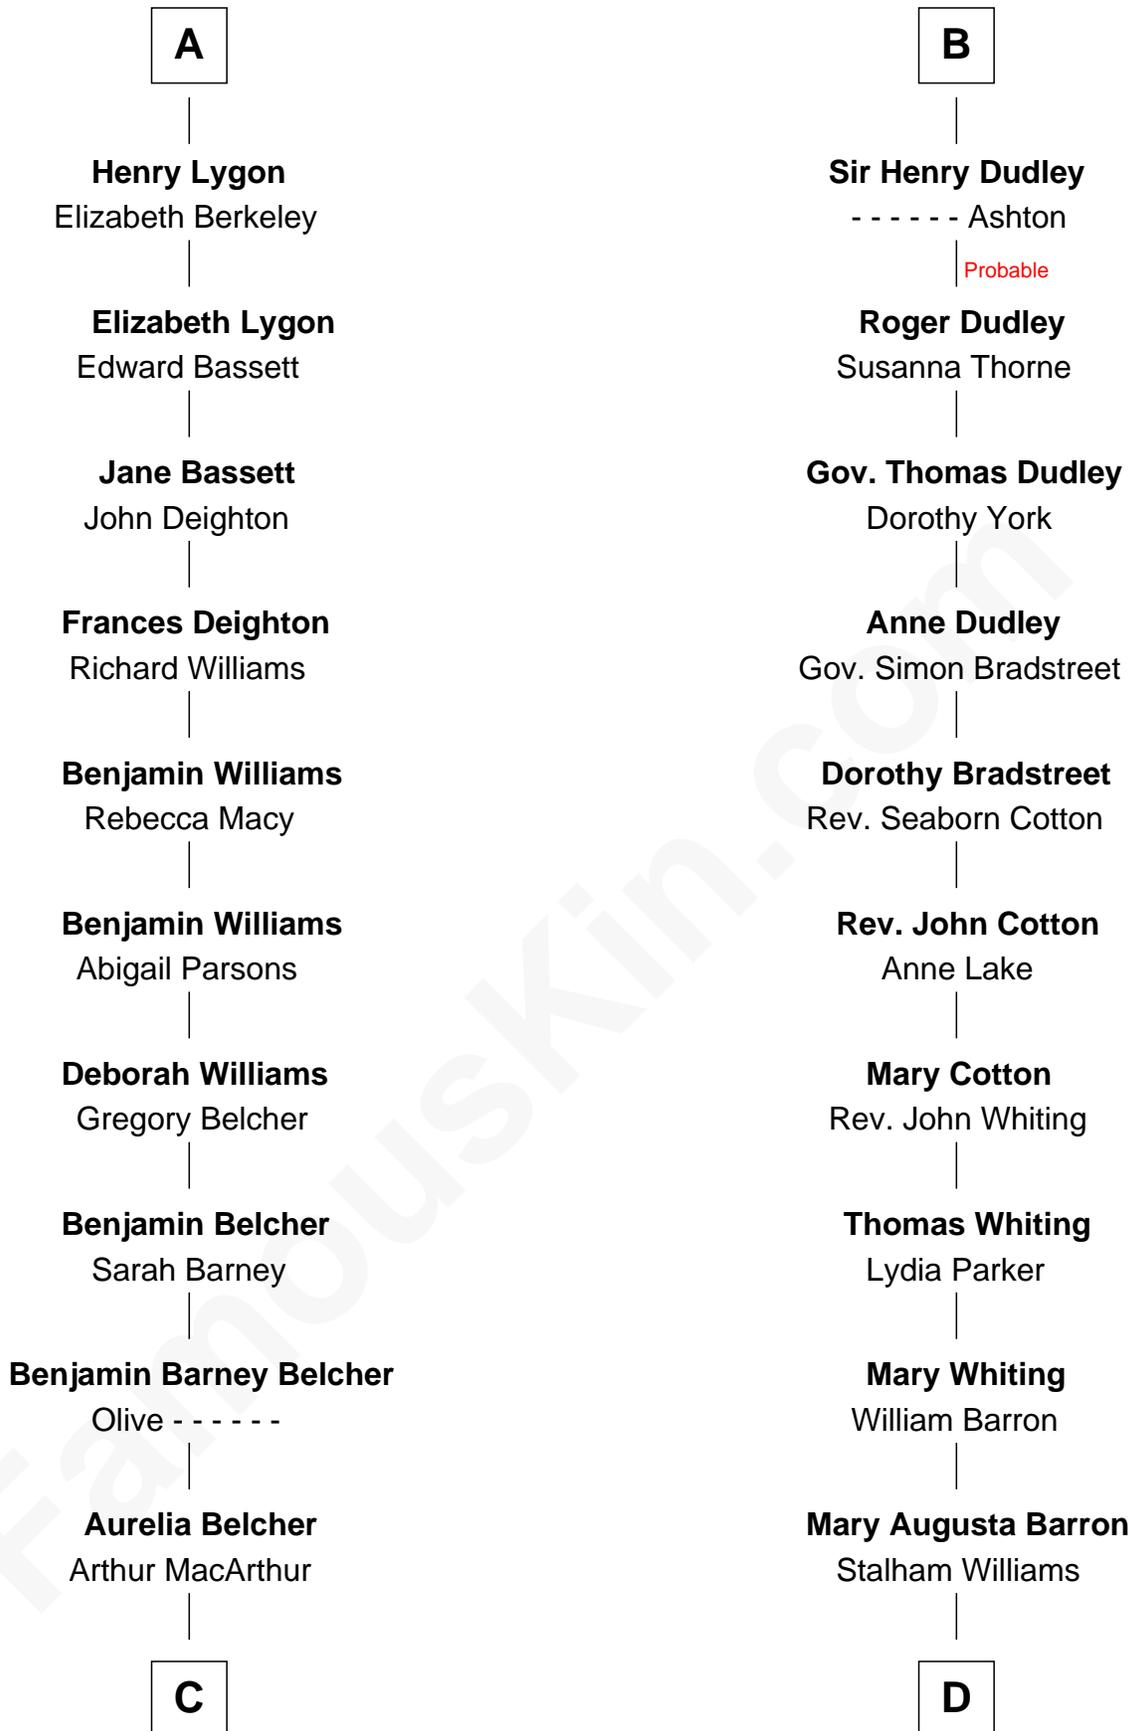 A
Henry Lygon
Elizabeth Berkeley
Elizabeth Lygon
Edward Bassett
Jane Bassett
John Deighton
Frances Deighton
Richard Williams
Benjamin Williams
Rebecca Macy
Benjamin Williams
Abigail Parsons
Deborah Williams
Gregory Belcher
Benjamin Belcher
Sarah Barney
Benjamin Barney Belcher
Olive - - - - - -
Aurelia Belcher
Arthur MacArthur
C
B
Sir Henry Dudley
- - - - - - Ashton
Probable
Roger Dudley
Susanna Thorne
Gov. Thomas Dudley
Dorothy York
Anne Dudley
Gov. Simon Bradstreet
Dorothy Bradstreet
Rev. Seaborn Cotton
Rev. John Cotton
Anne Lake
Mary Cotton
Rev. John Whiting
Thomas Whiting
Lydia Parker
Mary Whiting
William Barron
Mary Augusta Barron
Stalham Williams
D
FamousKin.com